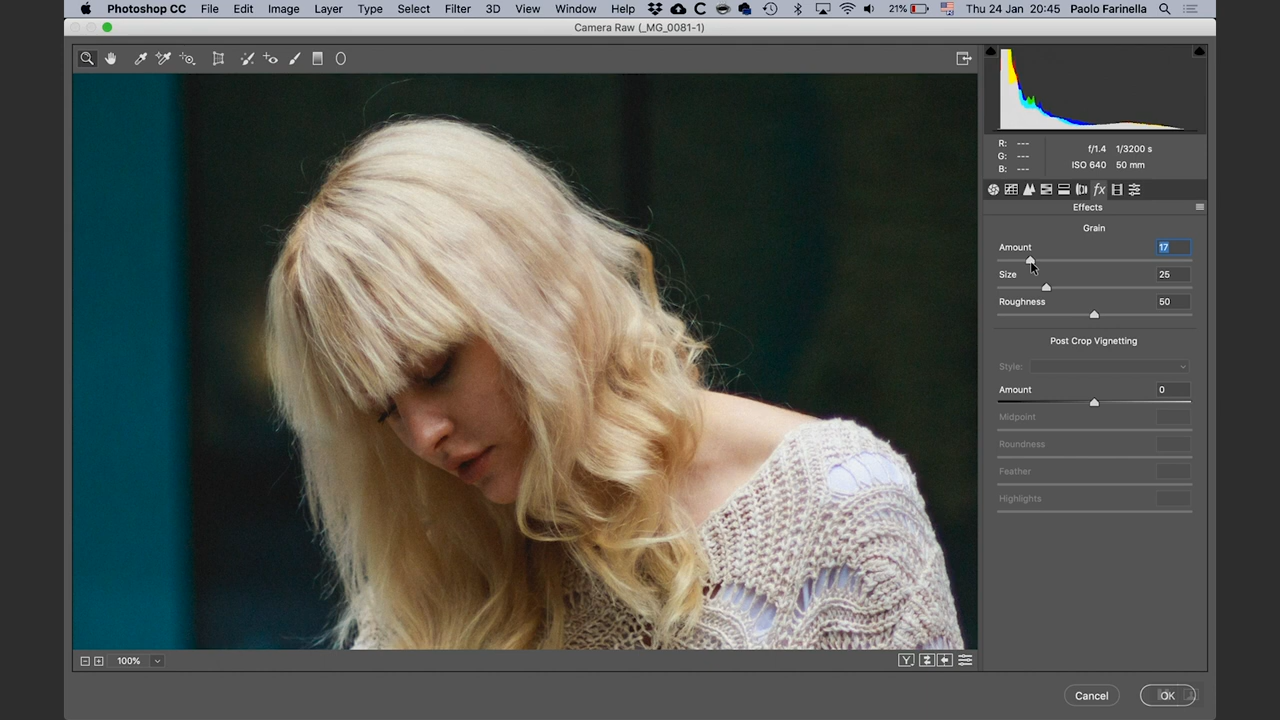 Photoshop CC File Edit Image Layer Type Select Filter 3D View Window Help 21% Thu 24 Jan 20:45 Paolo Farinella
Camera Raw (_MG_0081-1)
R: ---
G: ---
B: ---
f/1.4 1/3200 s
ISO 640 50 mm
fx
Effects
Grain
Amount 17
Size 25
Roughness 50
Post Crop Vignetting
Style:
Amount 0
Midpoint
Roundness
Feather
Highlights
100% Y
Cancel OK